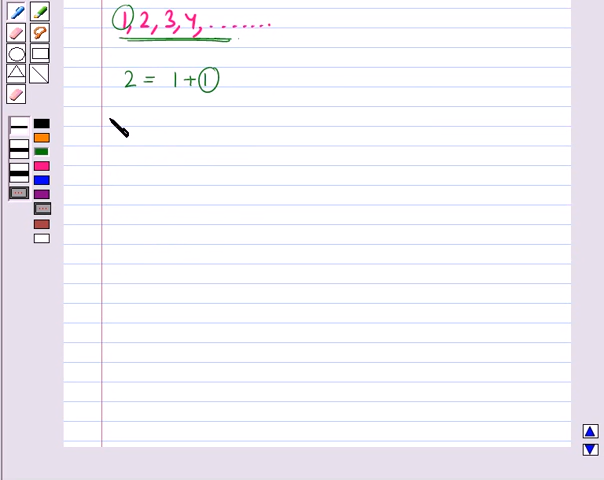 1, 2, 3, 4, ........
2 = 1 + 1